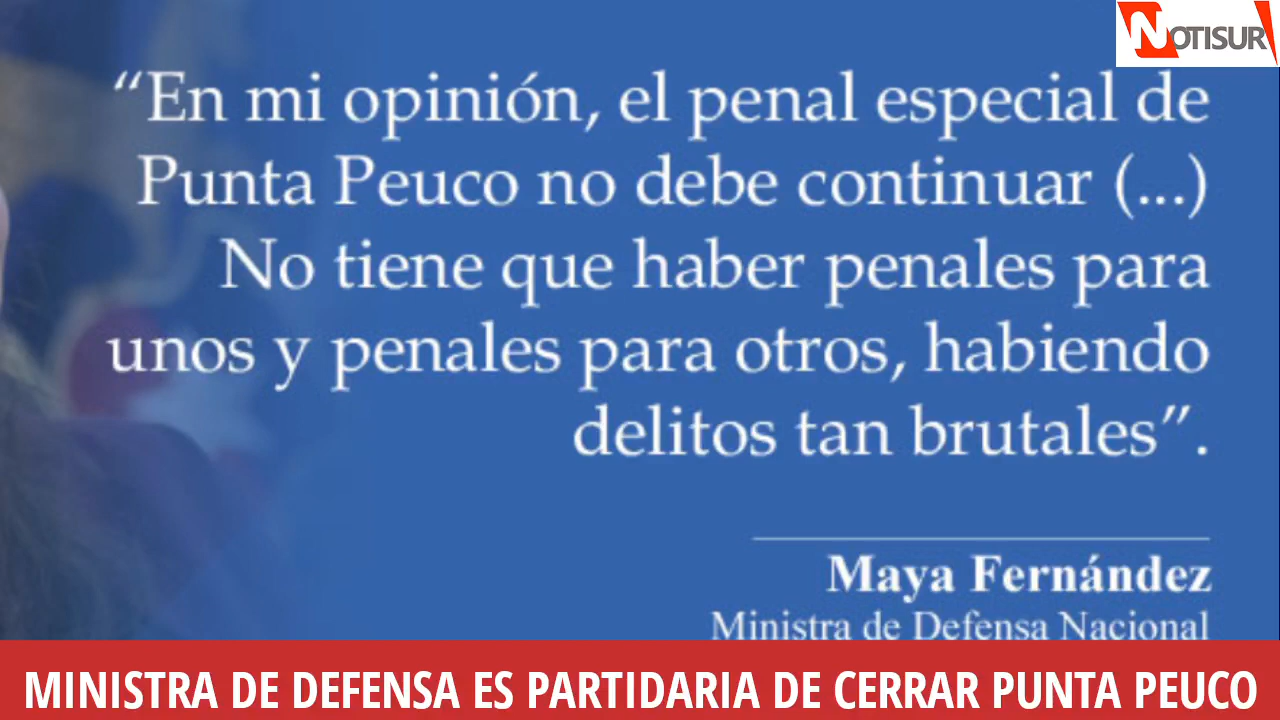 NOTISUR
“En mi opinión, el penal especial de
Punta Peuco no debe continuar (...)
No tiene que haber penales para
unos y penales para otros, habiendo
delitos tan brutales”.
Maya Fernández
Ministra de Defensa Nacional
MINISTRA DE DEFENSA ES PARTIDARIA DE CERRAR PUNTA PEUCO